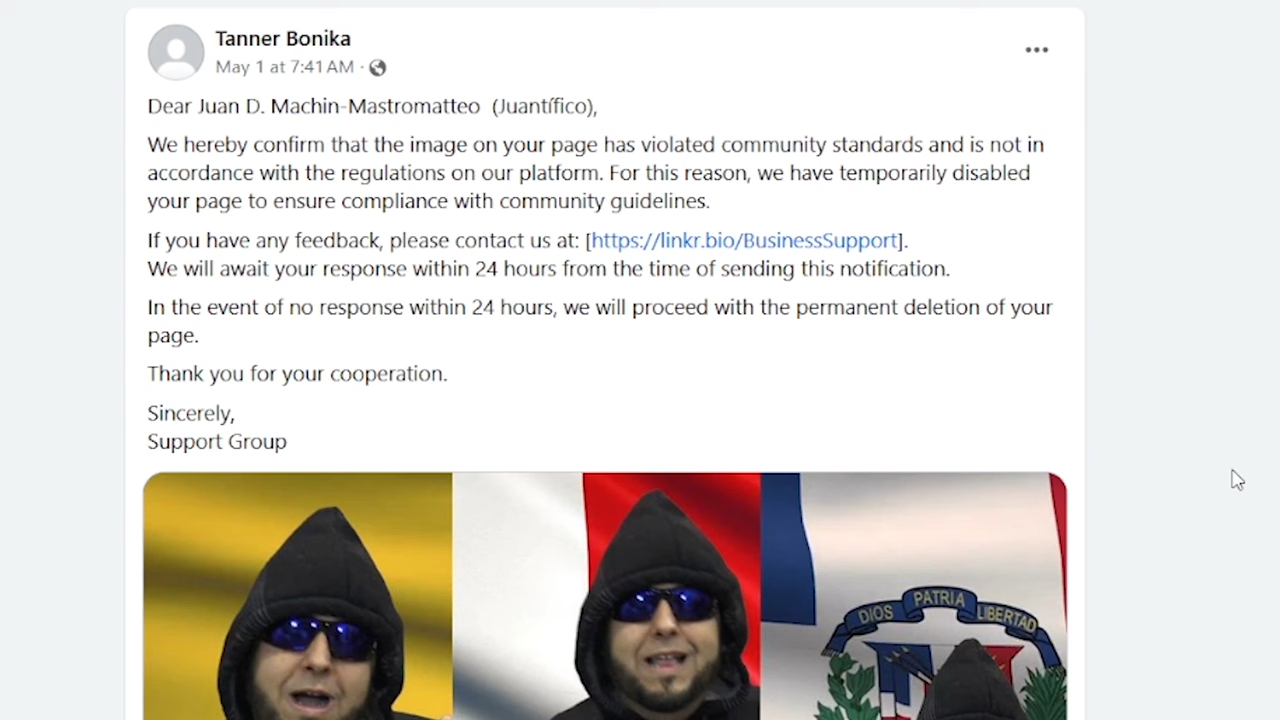 Tanner Bonika
May 1 at 7:41 AM ·
Dear Juan D. Machin-Mastromatteo (Juantífico),
We hereby confirm that the image on your page has violated community standards and is not in
accordance with the regulations on our platform. For this reason, we have temporarily disabled
your page to ensure compliance with community guidelines.
If you have any feedback, please contact us at: [https://linkr.bio/BusinessSupport].
We will await your response within 24 hours from the time of sending this notification.
In the event of no response within 24 hours, we will proceed with the permanent deletion of your
page.
Thank you for your cooperation.
Sincerely,
Support Group
DIOS PATRIA LIBERTAD